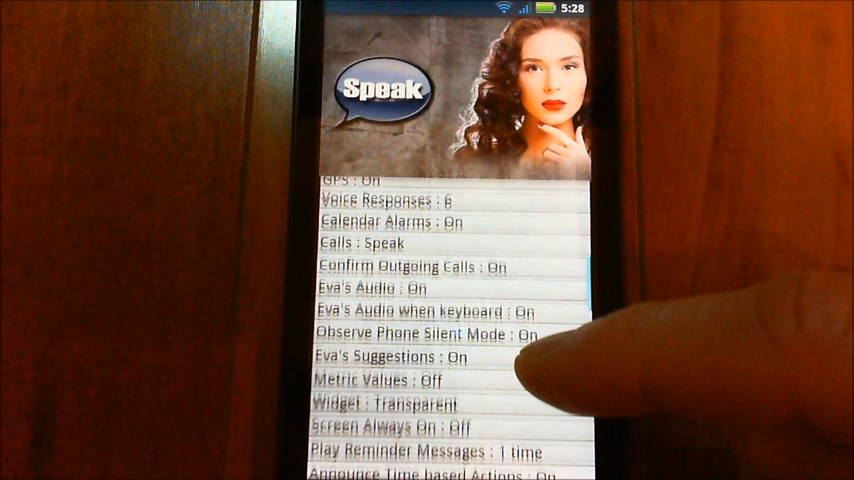 5:28
Speak
GPS : On
Voice Responses : 6
Calendar Alarms : On
Calls : Speak
Confirm Outgoing Calls : On
Eva's Audio : On
Eva's Audio when keyboard : On
Observe Phone Silent Mode : On
Eva's Suggestions : On
Metric Values : Off
Widget : Transparent
Screen Always On : Off
Play Reminder Messages : 1 time
Announce Time based Actions : On